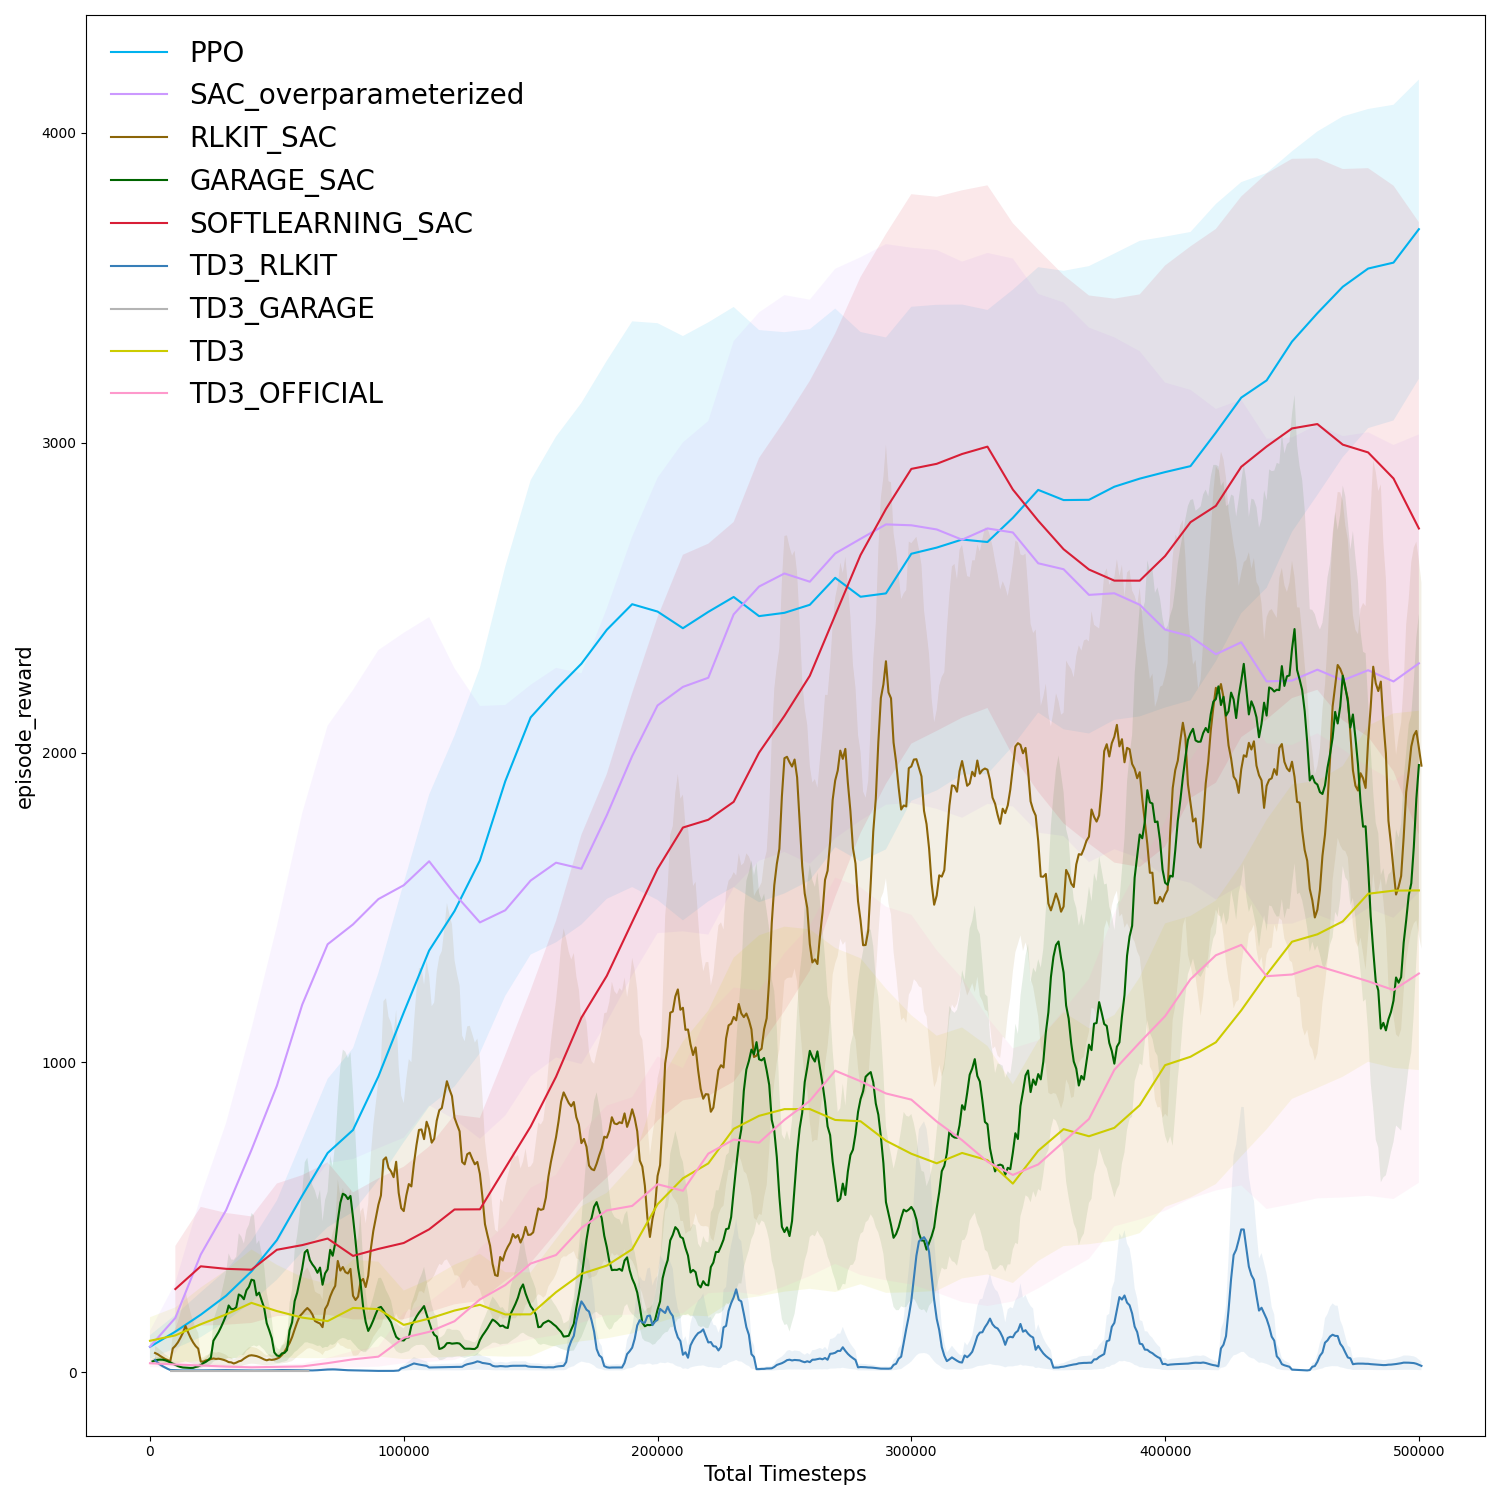 PPO
SAC_overparameterized
RLKIT_SAC
GARAGE_SAC
SOFTLEARNING_SAC
TD3_RLKIT
TD3_GARAGE
TD3
TD3_OFFICIAL
4000
3000
2000
1000
0
episode_reward
0 100000 200000 300000 400000 500000
Total Timesteps